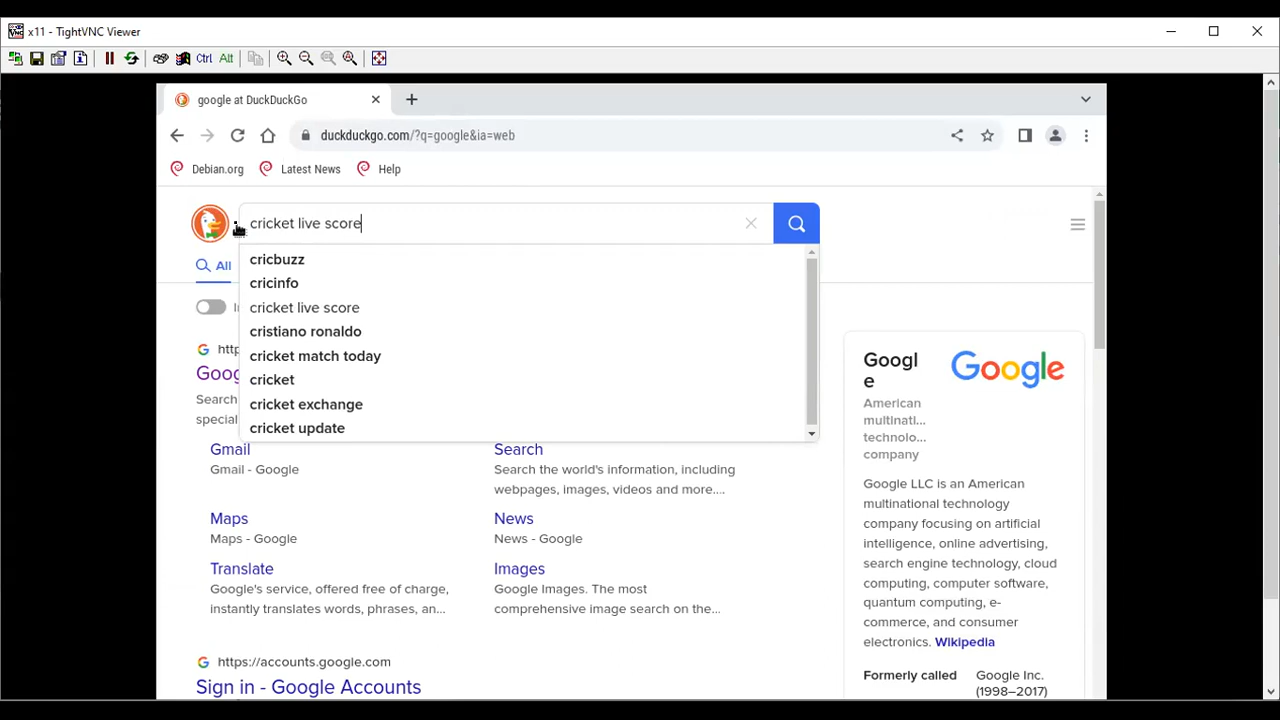 x11 - TightVNC Viewer
Ctrl Alt
google at DuckDuckGo
duckduckgo.com/?q=google&ia=web
Debian.org Latest News Help
cricket live score
All
cricbuzz
cricinfo
cricket live score
cristiano ronaldo
cricket match today
cricket
cricket exchange
cricket update
http
Goog
Search
special
Gmail
Gmail - Google
Search
Search the world's information, including
webpages, images, videos and more....
Maps
Maps - Google
News
News - Google
Translate
Google's service, offered free of charge,
instantly translates words, phrases, an...
Images
Google Images. The most
comprehensive image search on the...
https://accounts.google.com
Sign in - Google Accounts
Googl
e
Google
American
multinati...
technolo...
company
Google LLC is an American
multinational technology
company focusing on artificial
intelligence, online advertising,
search engine technology, cloud
computing, computer software,
quantum computing, e-
commerce, and consumer
electronics. Wikipedia
Formerly called Google Inc.
(1998–2017)